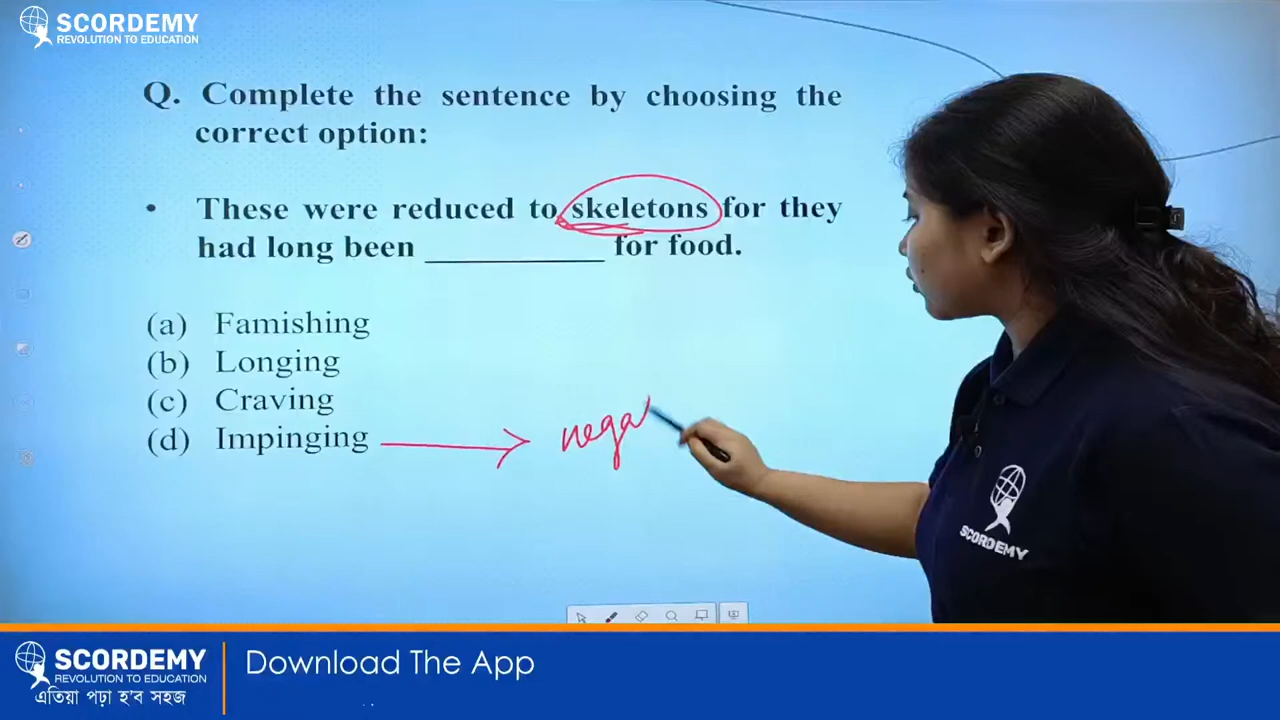 SCORDEMY
REVOLUTION TO EDUCATION
Q. Complete the sentence by choosing the
correct option:
• These were reduced to skeletons for they
had long been __________ for food.
(a) Famishing
(b) Longing
(c) Craving
(d) Impinging → nega
SCORDEMY
SCORDEMY
REVOLUTION TO EDUCATION
এতিয়া পঢ়া হ'ব সহজ
Download The App